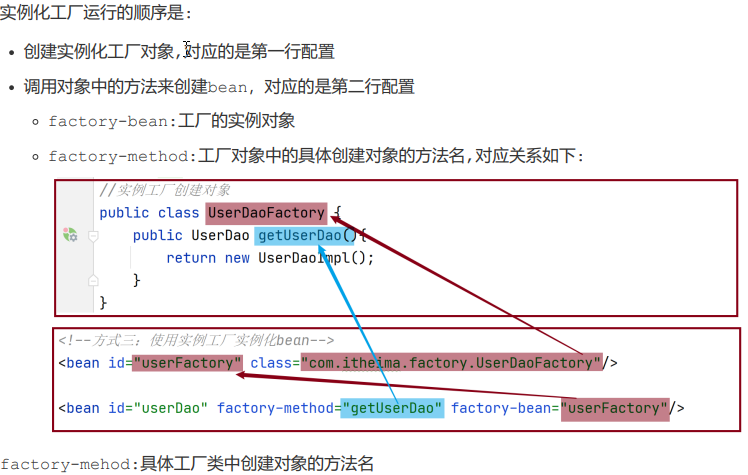 实例化工厂运行的顺序是:
创建实例化工厂对象,对应的是第一行配置
调用对象中的方法来创建bean, 对应的是第二行配置
factory-bean:工厂的实例对象
factory-method:工厂对象中的具体创建对象的方法名,对应关系如下:
//实例工厂创建对象
public class UserDaoFactory {
public UserDao getUserDao(){
return new UserDaoImpl();
}
}
<!--方式三：使用实例工厂实例化bean-->
<bean id="userFactory" class="com.itheima.factory.UserDaoFactory"/>
<bean id="userDao" factory-method="getUserDao" factory-bean="userFactory"/>
factory-mehod:具体工厂类中创建对象的方法名